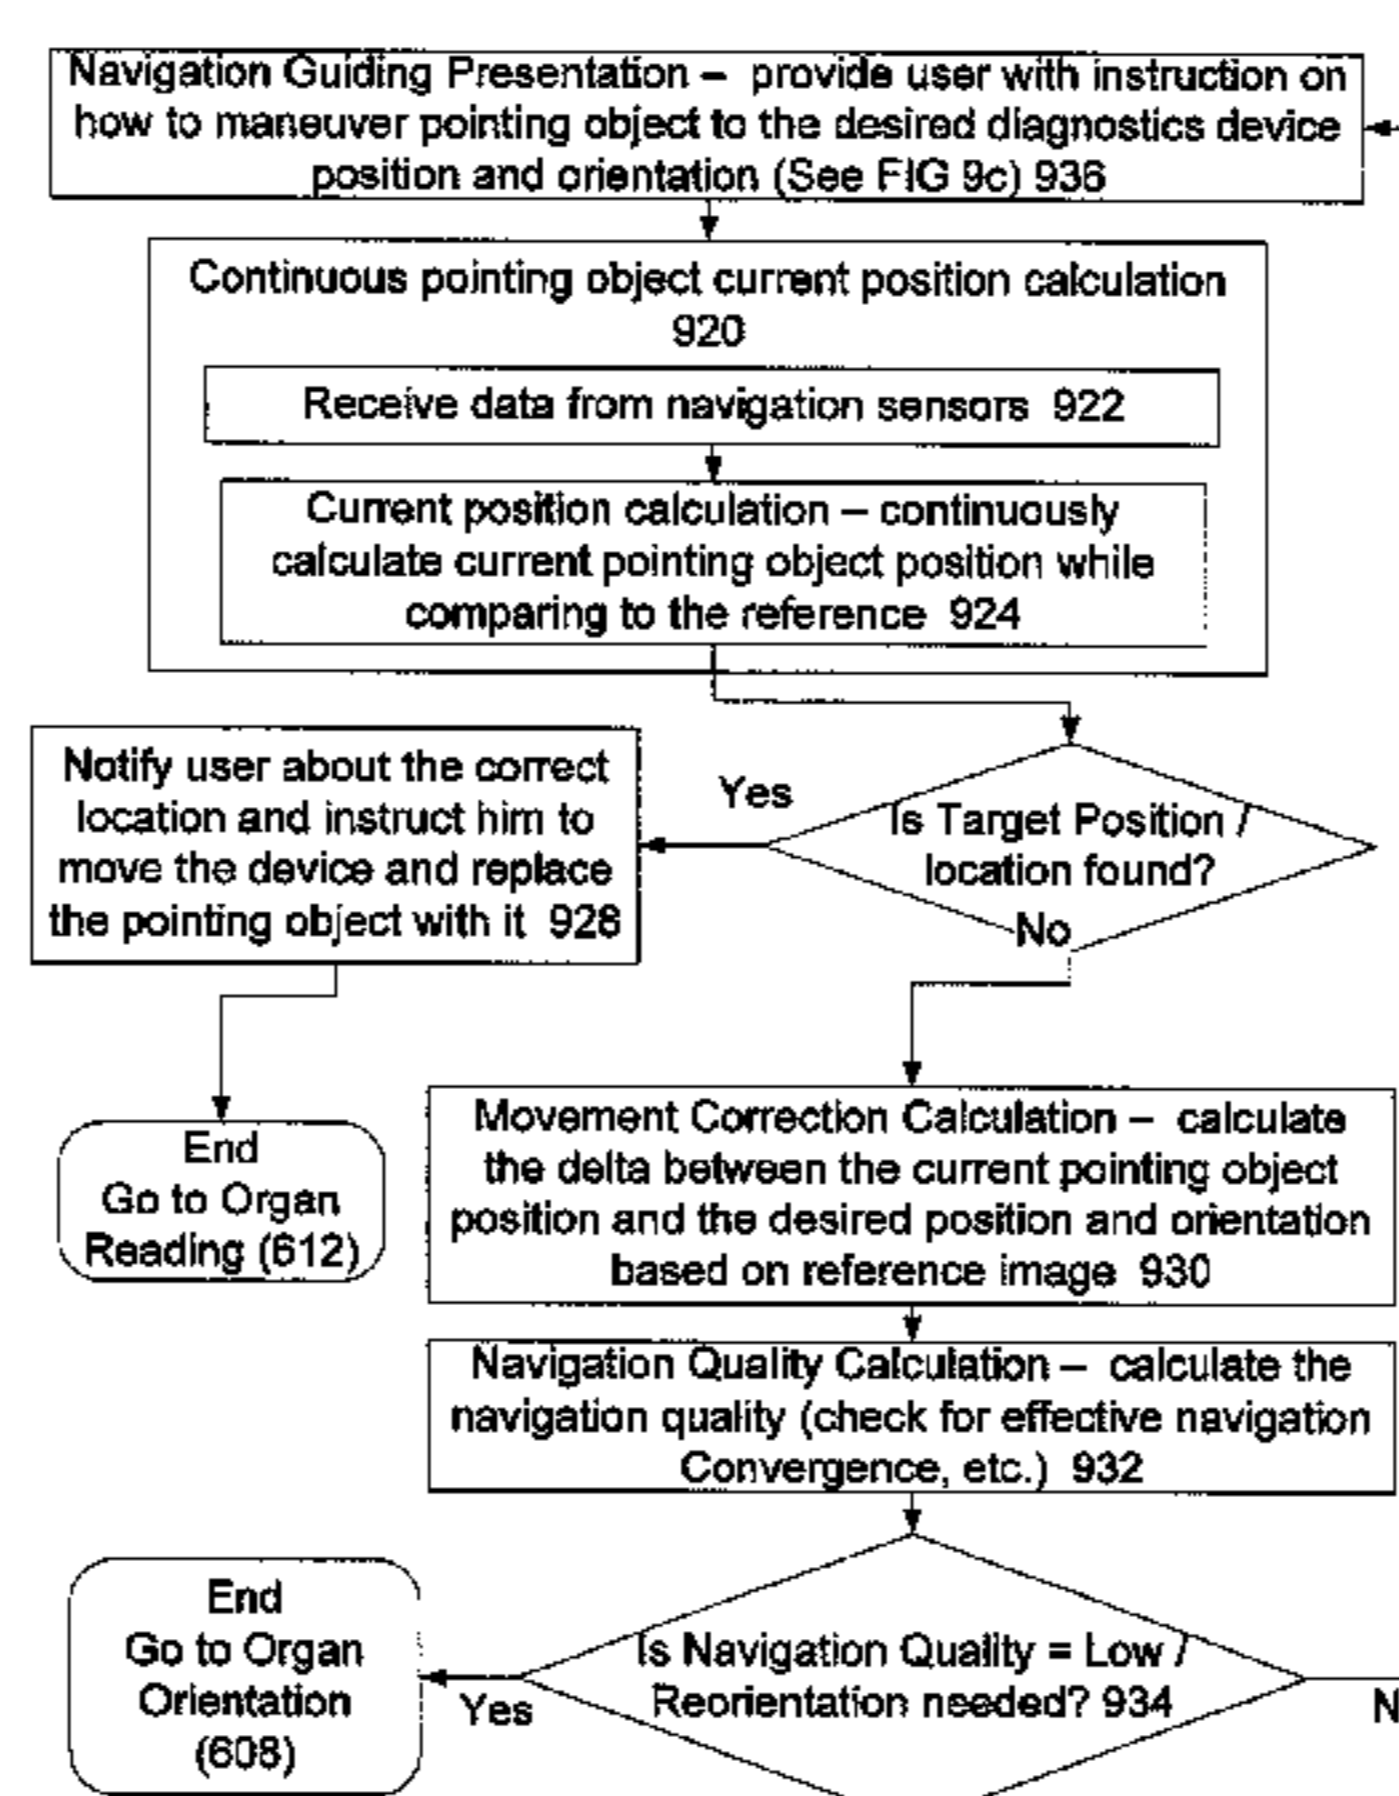 Navigation Guiding Presentation – provide user with instruction on
how to maneuver pointing object to the desired diagnostics device
position and orientation (See FIG 9c) 936
Continuous pointing object current position calculation
920
Receive data from navigation sensors 922
Current position calculation – continuously
calculate current pointing object position while
comparing to the reference 924
Is Target Position /
location found?
Yes
No
Notify user about the correct
location and instruct him to
move the device and replace
the pointing object with it 928
End
Go to Organ
Reading (612)
Movement Correction Calculation – calculate
the delta between the current pointing object
position and the desired position and orientation
based on reference image 930
Navigation Quality Calculation – calculate the
navigation quality (check for effective navigation
Convergence, etc.) 932
Is Navigation Quality = Low /
Reorientation needed? 934
Yes
N
End
Go to Organ
Orientation
(608)